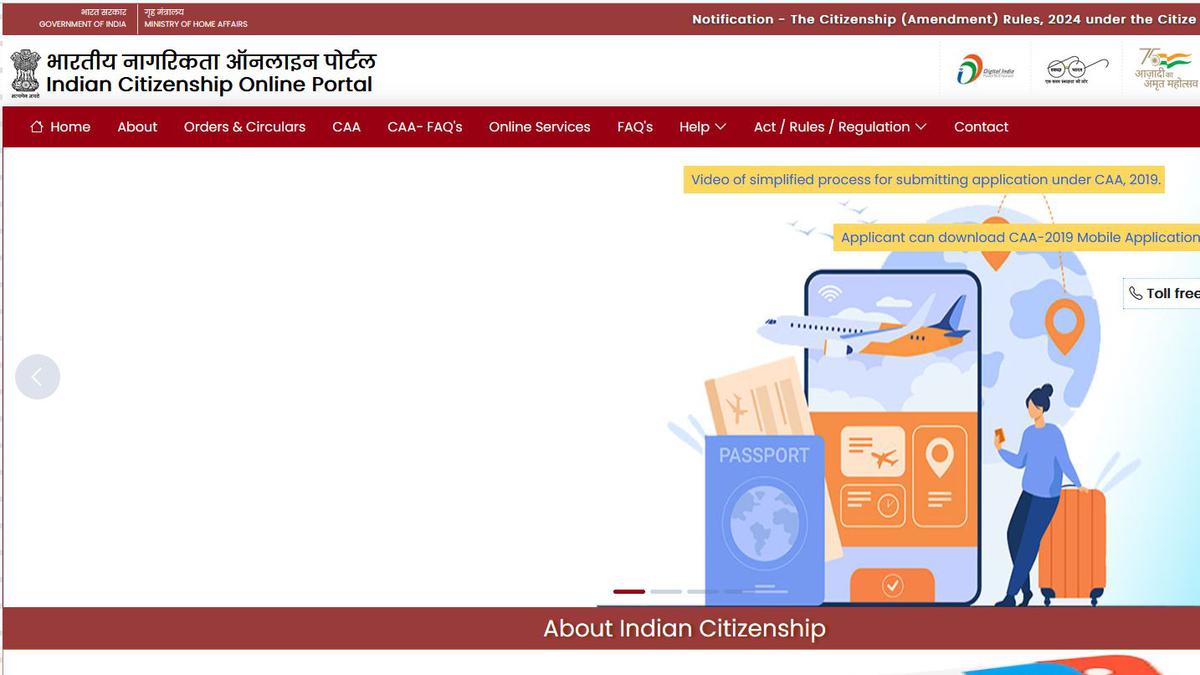 भारत सरकार
GOVERNMENT OF INDIA
गृह मंत्रालय
MINISTRY OF HOME AFFAIRS
Notification - The Citizenship (Amendment) Rules, 2024 under the Citize
भारतीय नागरिकता ऑनलाइन पोर्टल
Indian Citizenship Online Portal
सत्यमेव जयते
Digital India
स्वच्छ भारत
एक कदम स्वच्छता की ओर
75
आज़ादी का
अमृत महोत्सव
Home About Orders & Circulars CAA CAA- FAQ's Online Services FAQ's Help Act / Rules / Regulation Contact
Video of simplified process for submitting application under CAA, 2019.
Applicant can download CAA-2019 Mobile Application
Toll free
PASSPORT
About Indian Citizenship